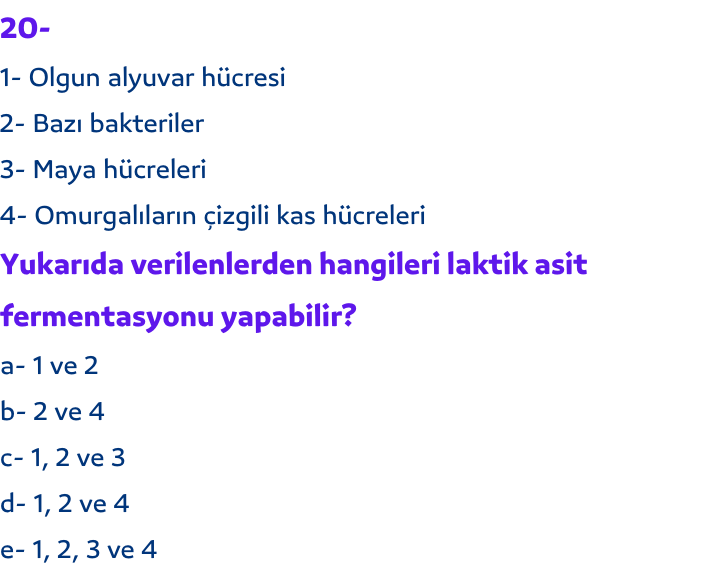 20-
1- Olgun alyuvar hücresi
2- Bazı bakteriler
3- Maya hücreleri
4- Omurgalıların çizgili kas hücreleri
Yukarıda verilenlerden hangileri laktik asit
fermentasyonu yapabilir?
a- 1 ve 2
b- 2 ve 4
c- 1, 2 ve 3
d- 1, 2 ve 4
e- 1, 2, 3 ve 4